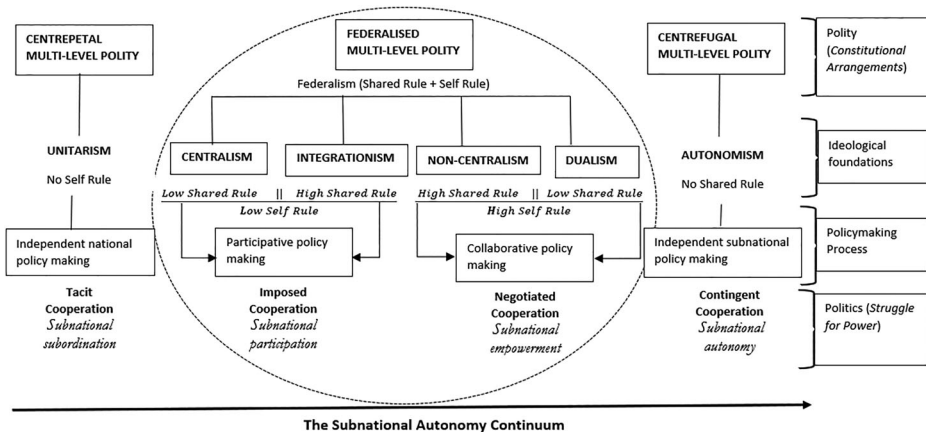 CENTREPETAL
MULTI-LEVEL POLITY
FEDERALISED
MULTI-LEVEL POLITY
CENTREFUGAL
MULTI-LEVEL POLITY
Polity
(Constitutional
Arrangements)
Federalism (Shared Rule + Self Rule)
UNITARISM
No Self Rule
CENTRALISM
INTEGRATIONISM
NON-CENTRALISM
DUALISM
AUTONOMISM
No Shared Rule
Ideological
foundations
Low Shared Rule || High Shared Rule
Low Self Rule
High Shared Rule || Low Shared Rule
High Self Rule
Independent national
policy making
Participative policy
making
Collaborative policy
making
Independent subnational
policy making
Policymaking
Process
Tacit
Cooperation
Subnational
subordination
Imposed
Cooperation
Subnational
participation
Negotiated
Cooperation
Subnational
empowerment
Contingent
Cooperation
Subnational
autonomy
Politics (Struggle
for Power)
The Subnational Autonomy Continuum